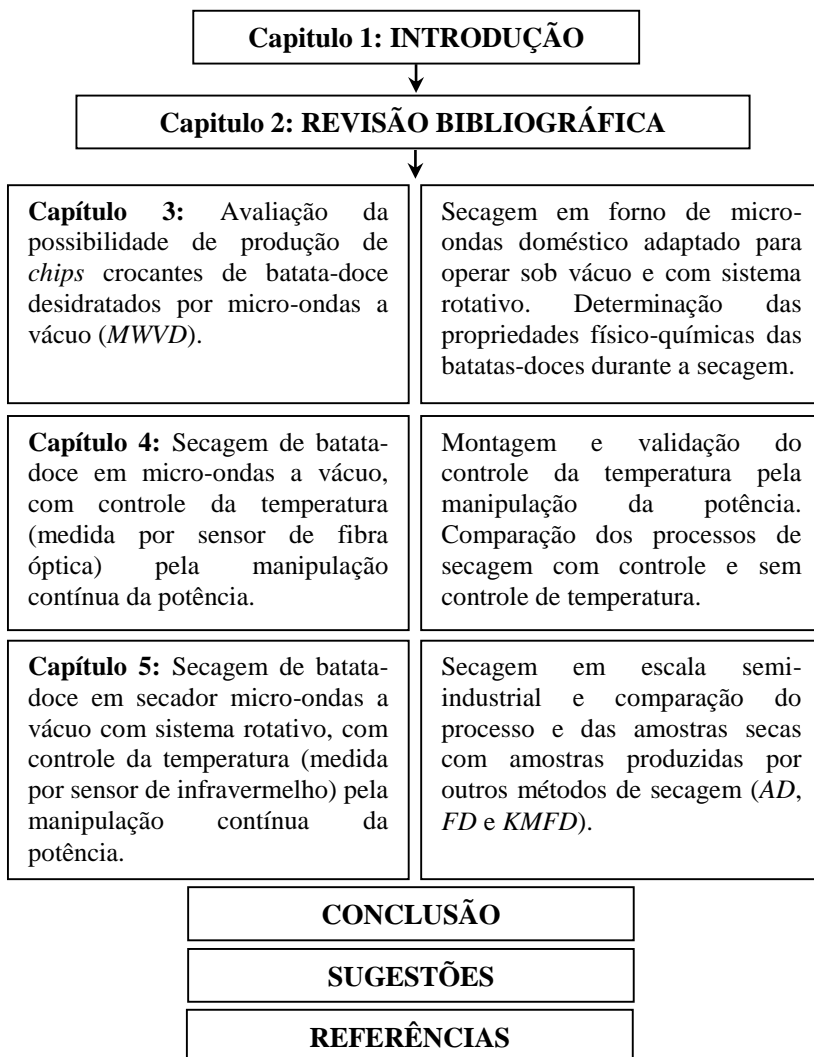 Capitulo 1: INTRODUÇÃO
Capitulo 2: REVISÃO BIBLIOGRÁFICA
Capítulo 3: Avaliação da
possibilidade de produção de
chips crocantes de batata-doce
desidratados por micro-ondas a
vácuo (MWVD).
Secagem em forno de micro-
ondas doméstico adaptado para
operar sob vácuo e com sistema
rotativo. Determinação das
propriedades físico-químicas das
batatas-doces durante a secagem.
Capítulo 4: Secagem de batata-
doce em micro-ondas a vácuo,
com controle da temperatura
(medida por sensor de fibra
óptica) pela manipulação
contínua da potência.
Montagem e validação do
controle da temperatura pela
manipulação da potência.
Comparação dos processos de
secagem com controle e sem
controle de temperatura.
Capítulo 5: Secagem de batata-
doce em secador micro-ondas a
vácuo com sistema rotativo, com
controle da temperatura (medida
por sensor de infravermelho) pela
manipulação contínua da
potência.
Secagem em escala semi-
industrial e comparação do
processo e das amostras secas
com amostras produzidas por
outros métodos de secagem (AD,
FD e KMFD).
CONCLUSÃO
SUGESTÕES
REFERÊNCIAS